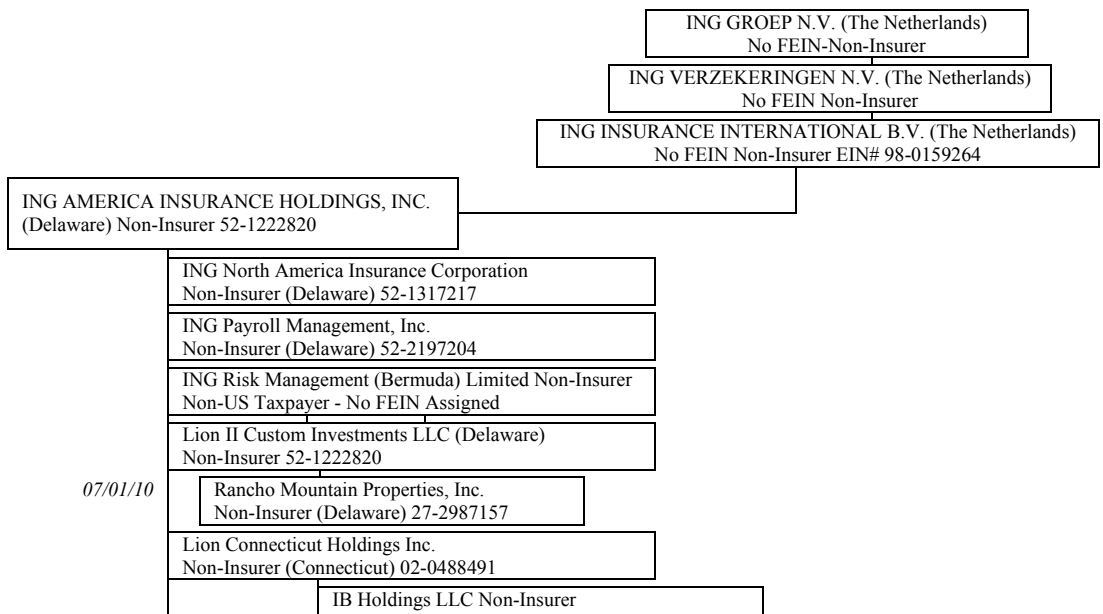 ING GROEP N.V. (The Netherlands)
No FEIN-Non-Insurer
ING VERZEKERINGEN N.V. (The Netherlands)
No FEIN Non-Insurer
ING INSURANCE INTERNATIONAL B.V. (The Netherlands)
No FEIN Non-Insurer EIN# 98-0159264
ING AMERICA INSURANCE HOLDINGS, INC.
(Delaware) Non-Insurer 52-1222820
ING North America Insurance Corporation
Non-Insurer (Delaware) 52-1317217
ING Payroll Management, Inc.
Non-Insurer (Delaware) 52-2197204
ING Risk Management (Bermuda) Limited Non-Insurer
Non-US Taxpayer - No FEIN Assigned
Lion II Custom Investments LLC (Delaware)
Non-Insurer 52-1222820
07/01/10
Rancho Mountain Properties, Inc.
Non-Insurer (Delaware) 27-2987157
Lion Connecticut Holdings Inc.
Non-Insurer (Connecticut) 02-0488491
IB Holdings LLC Non-Insurer